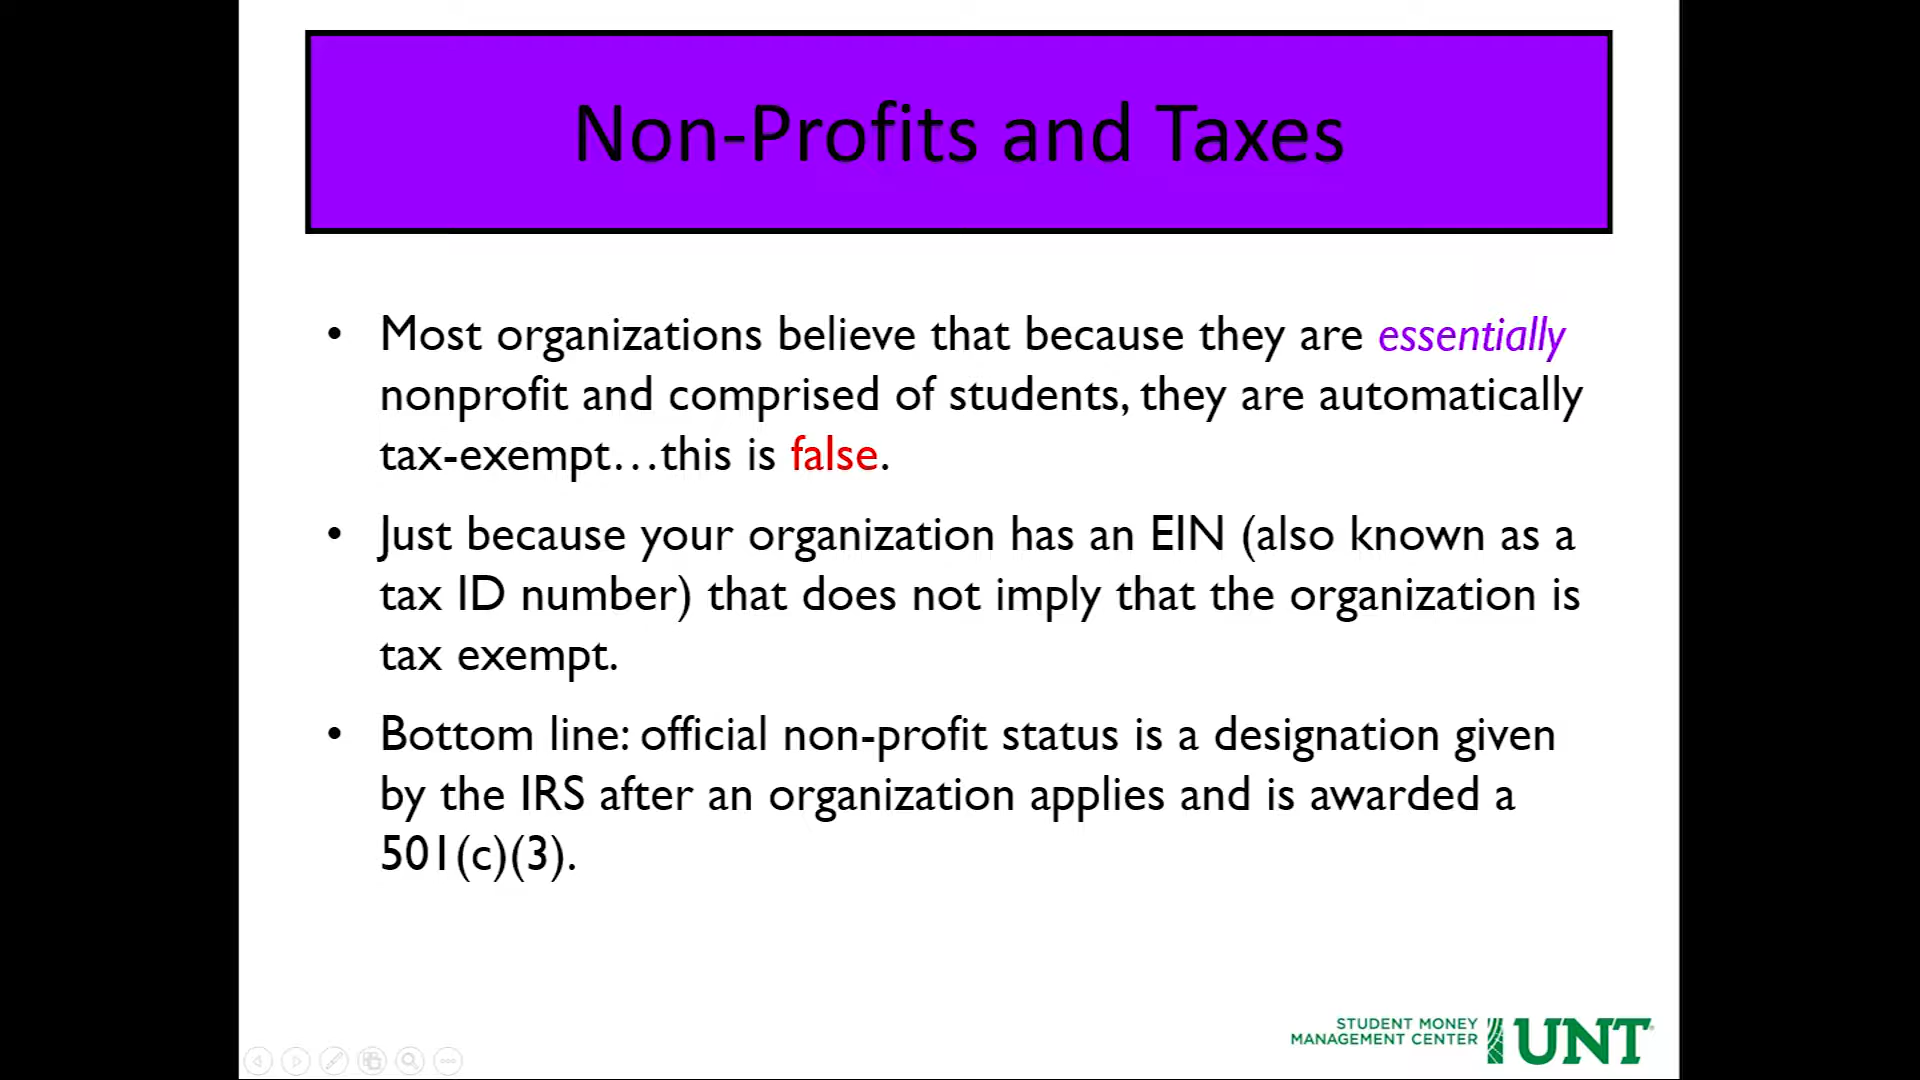 Non-Profits and Taxes
• Most organizations believe that because they are essentially
nonprofit and comprised of students, they are automatically
tax-exempt…this is false.
• Just because your organization has an EIN (also known as a
tax ID number) that does not imply that the organization is
tax exempt.
• Bottom line: official non-profit status is a designation given
by the IRS after an organization applies and is awarded a
501(c)(3).
STUDENT MONEY
MANAGEMENT CENTER
UNT